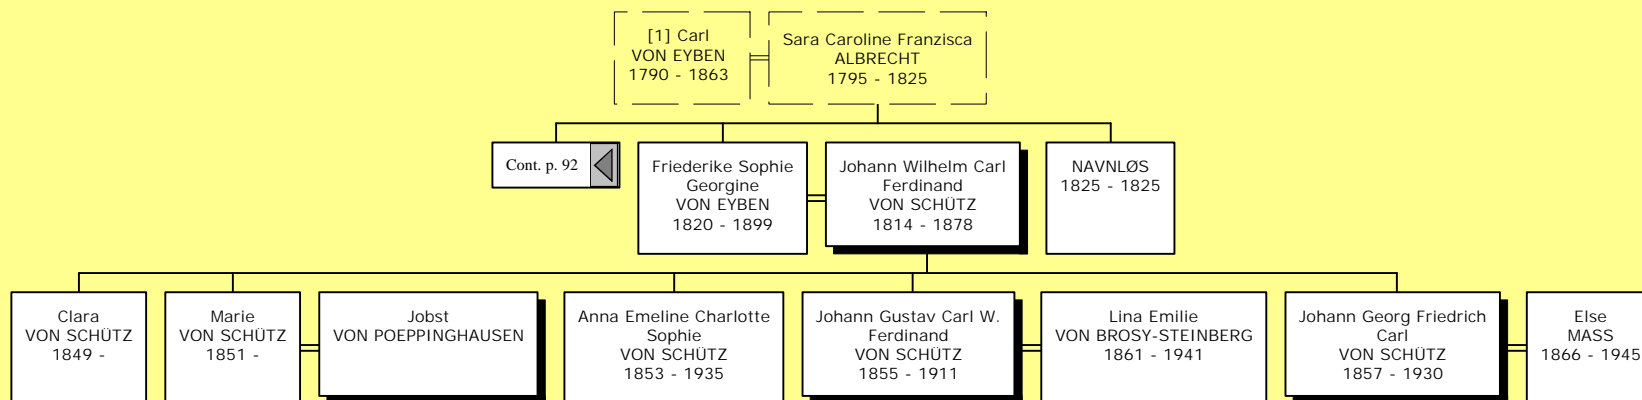 [1] Carl
VON EYBEN
1790 - 1863
Sara Caroline Franzisca
ALBRECHT
1795 - 1825
Cont. p. 92
Friederike Sophie
Georgine
VON EYBEN
1820 - 1899
Johann Wilhelm Carl
Ferdinand
VON SCHÜTZ
1814 - 1878
NAVNLØS
1825 - 1825
Clara
VON SCHÜTZ
1849 -
Marie
VON SCHÜTZ
1851 -
Jobst
VON POEPPINGHAUSEN
Anna Emeline Charlotte
Sophie
VON SCHÜTZ
1853 - 1935
Johann Gustav Carl W.
Ferdinand
VON SCHÜTZ
1855 - 1911
Lina Emilie
VON BROSY-STEINBERG
1861 - 1941
Johann Georg Friedrich
Carl
VON SCHÜTZ
1857 - 1930
Else
MASS
1866 - 1945